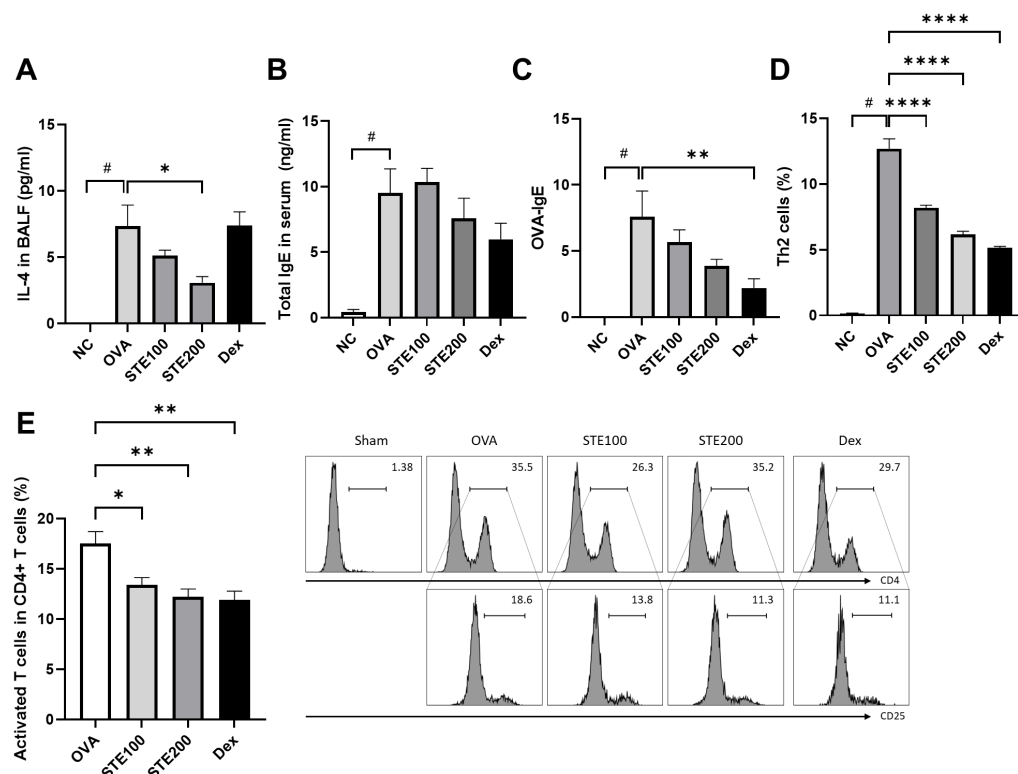 A
IL-4 in BALF (pg/ml)
15
10
5
0
#
*
NC
OVA
STE100
STE200
Dex
B
Total IgE in serum (ng/ml)
15
10
5
0
#
NC
OVA
STE100
STE200
Dex
C
OVA-IgE
15
10
5
0
#
**
NC
OVA
STE100
STE200
Dex
D
Th2 cells (%)
15
10
5
0
****
****
# ****
NC
OVA
STE100
STE200
Dex
E
Activated T cells in CD4+ T cells (%)
20
15
10
5
0
**
**
*
OVA
STE100
STE200
Dex
Sham
OVA
STE100
STE200
Dex
1.38
35.5
26.3
35.2
29.7
CD4
18.6
13.8
11.3
11.1
CD25